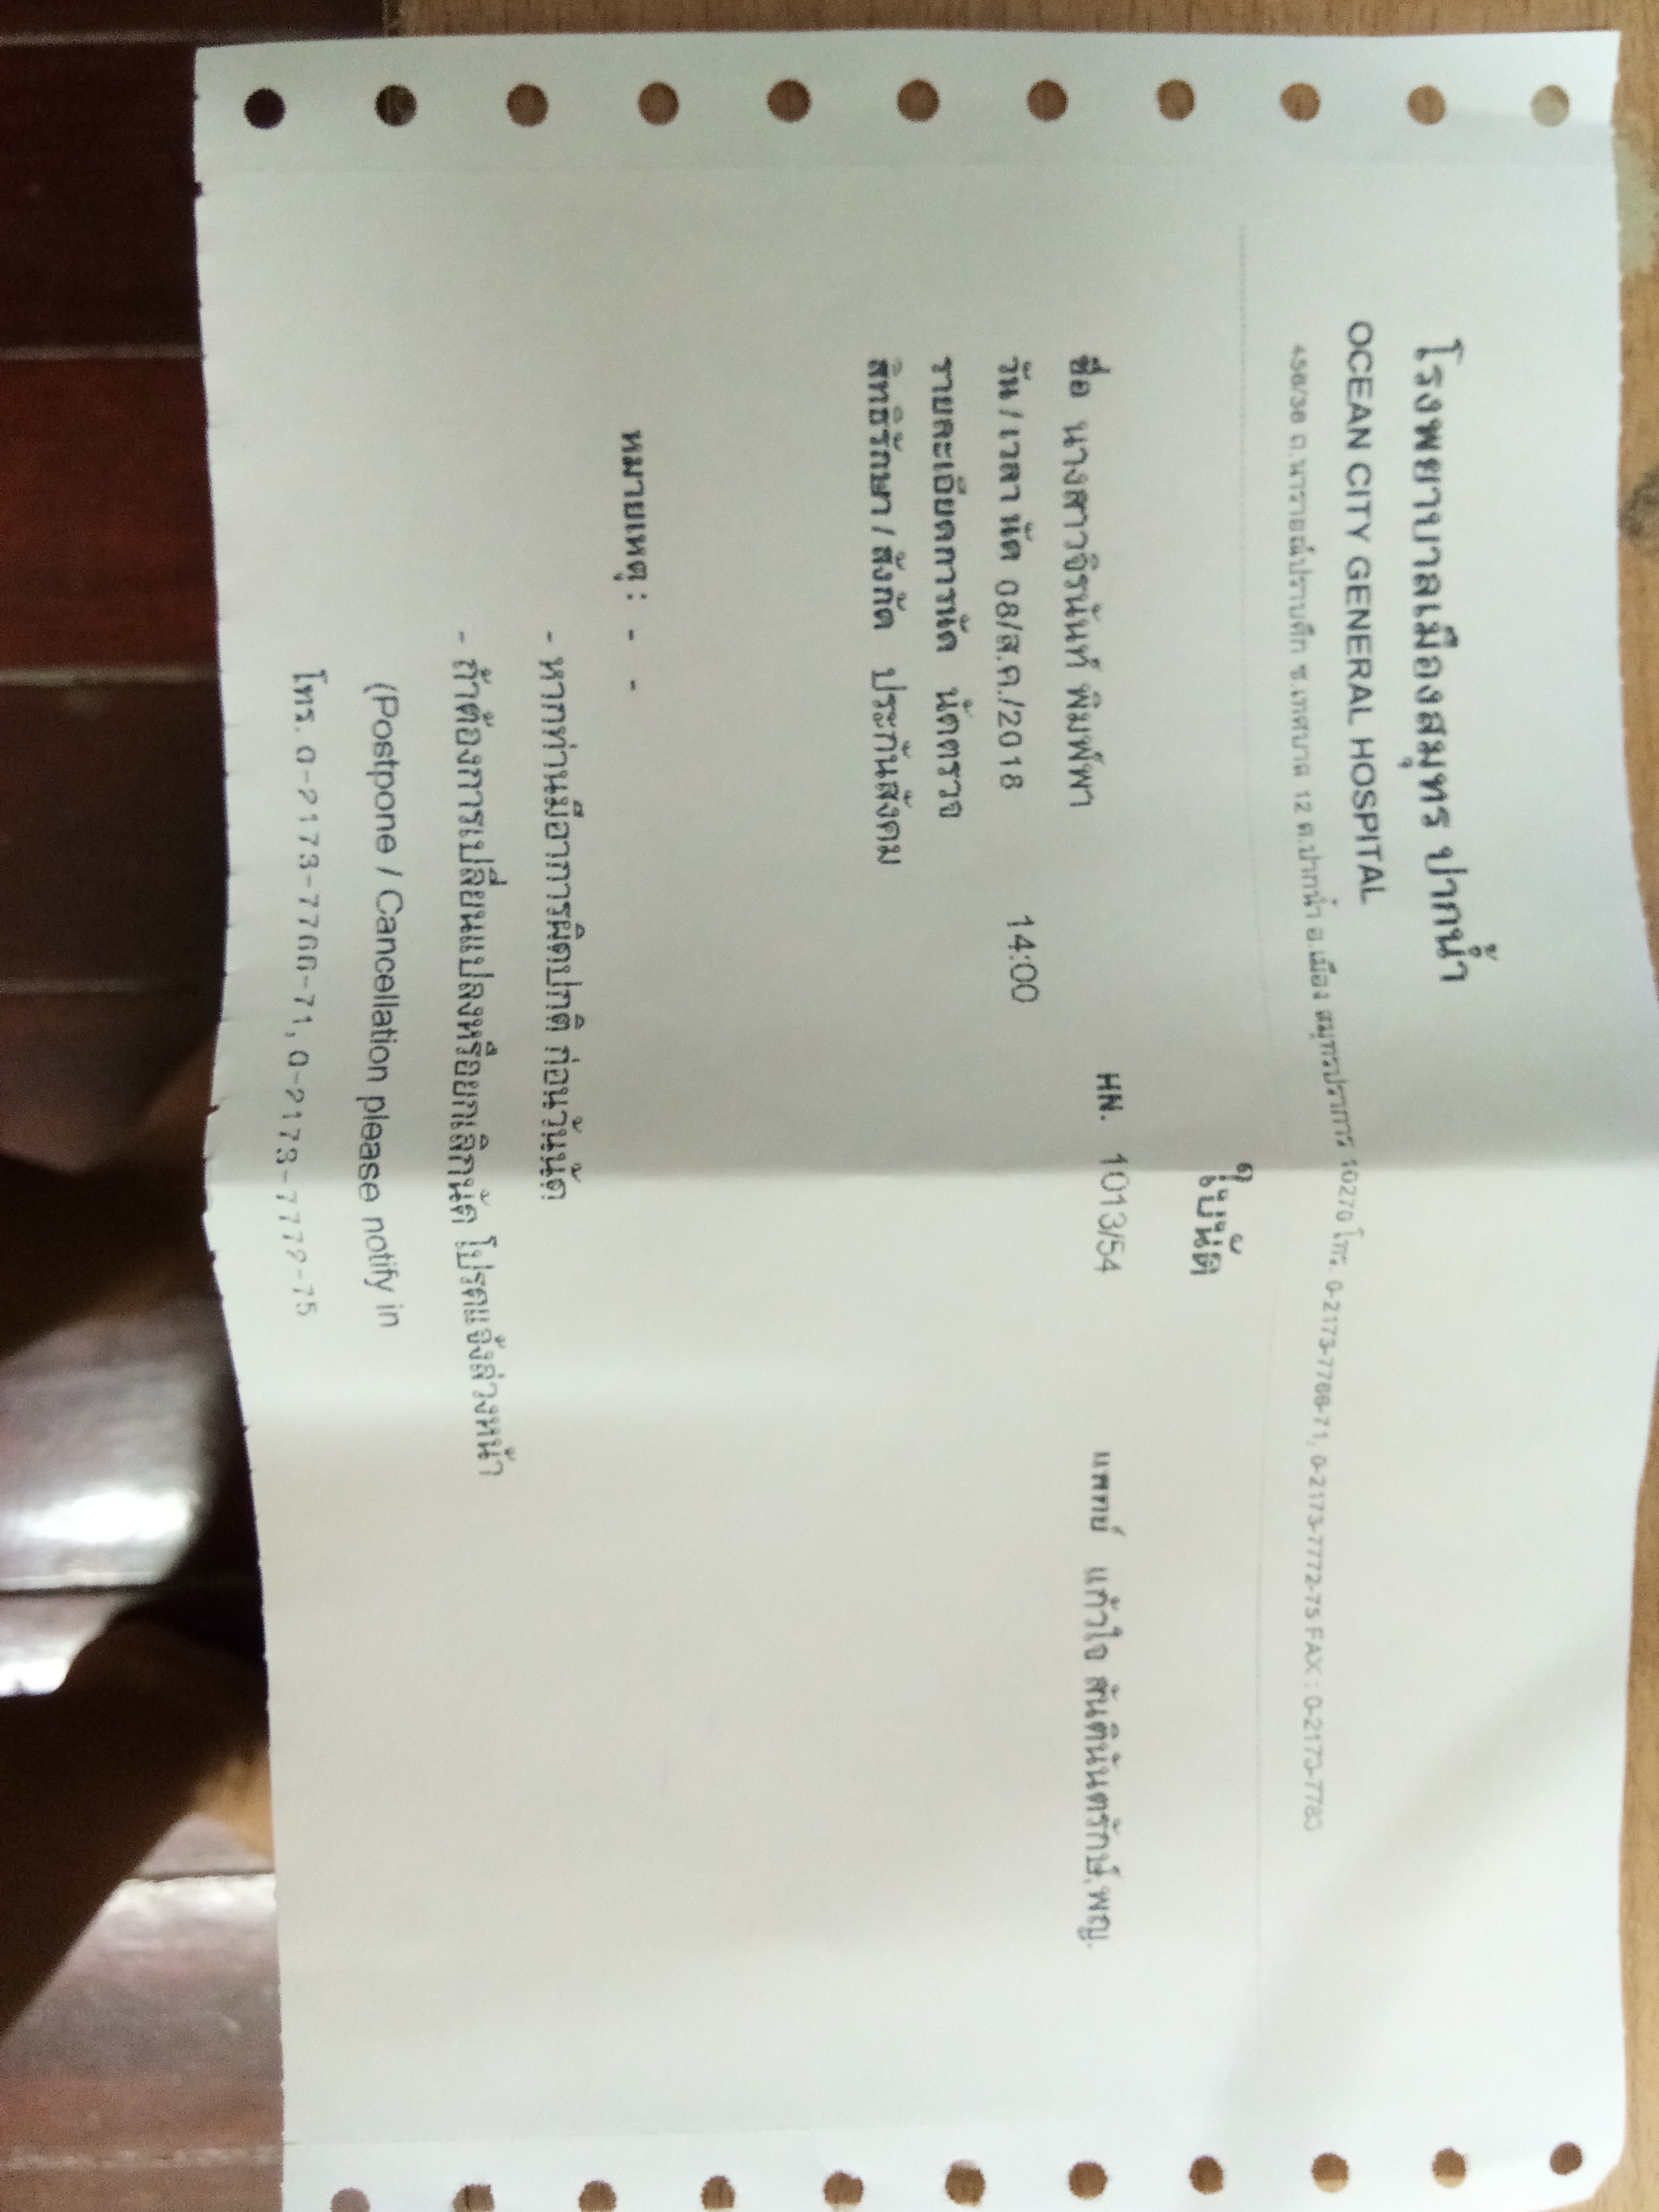 โรงพยาบาลเมืองสมุทร ปากน้ำ
OCEAN CITY GENERAL HOSPITAL
456/36 ถ.นารายณ์ปราบศึก ซ.เทศบาล 12 ต.ปากน้ำ อ.เมือง สมุทรปราการ 10270 โทร. 0-2173-7766-71, 0-2173-7772-75 FAX : 0-2173-7783
ใบนัด
ชื่อ นางสาวจิรนันท์ พิมพ์พา HN. 1013/54 แพทย์ แก้วใจ สันตินันตรักษ์,พญ.
วัน / เวลา นัด 08/ส.ค./2018 14:00
รายละเอียดการนัด นัดตรวจ
สิทธิรักษา / สังกัด ประกันสังคม
หมายเหตุ : - -
- หากท่านมีอาการผิดปกติ ก่อนวันนัด
- ถ้าต้องการเปลี่ยนแปลงหรือยกเลิกนัด โปรดแจ้งล่วงหน้า
(Postpone / Cancellation please notify in
โทร. 0-2173-7766-71, 0-2173-7772-75